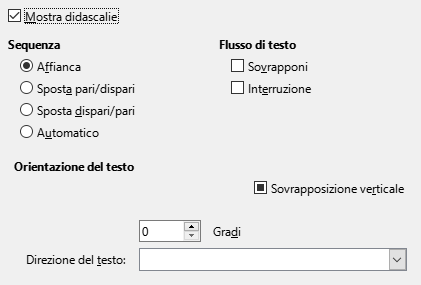 Mostra didascalie
Sequenza
Affianca
Sposta pari/dispari
Sposta dispari/pari
Automatico
Flusso di testo
Sovrapponi
Interruzione
Orientazione del testo
Sovrapposizione verticale
0 Gradi
Direzione del testo: